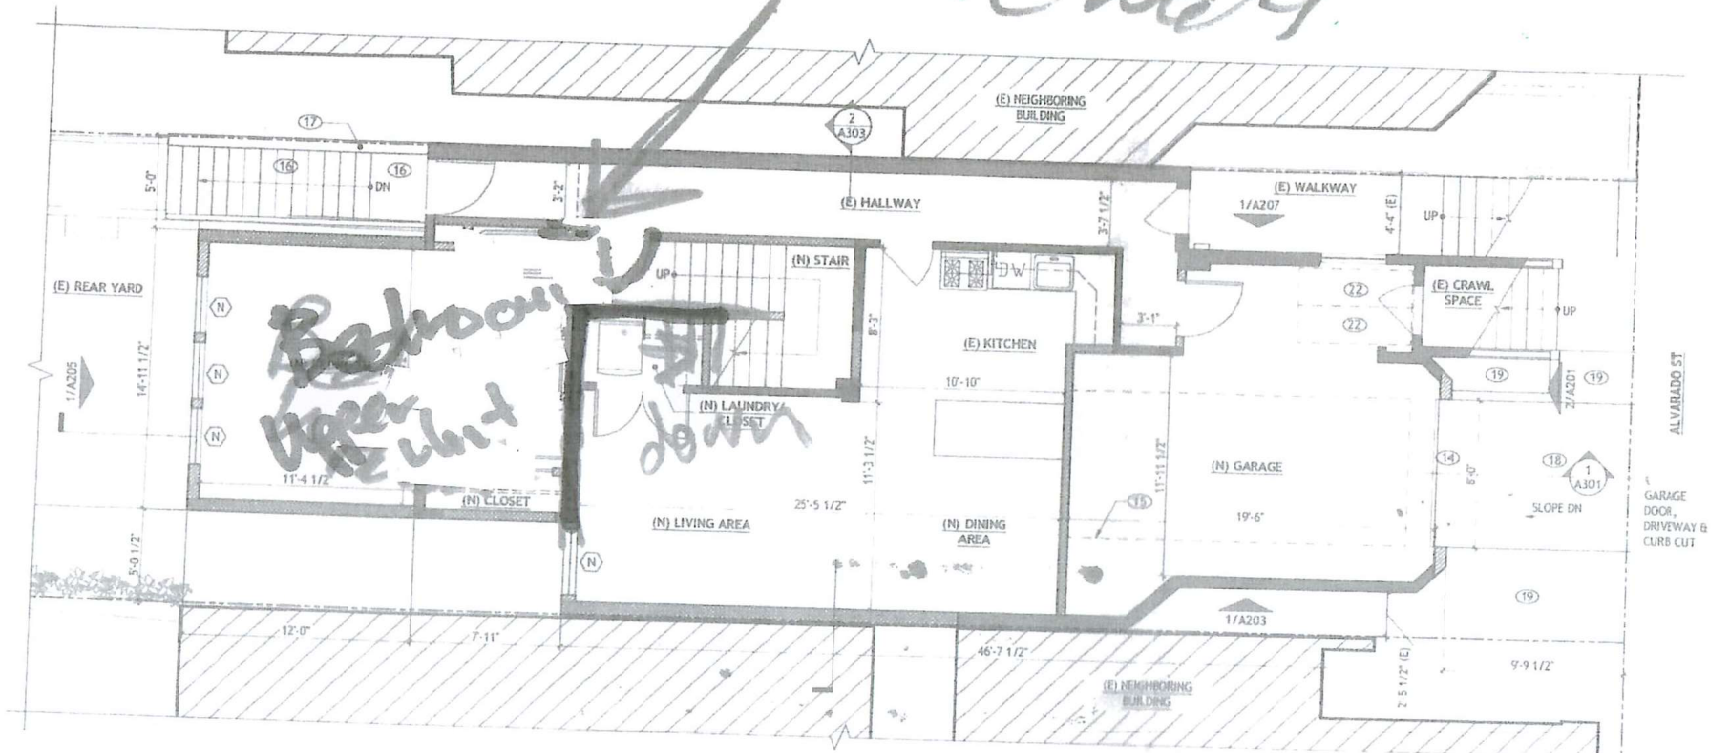 (E) NEIGHBORING
BUILDING
2
A303
17
16
16
DN
5'-0"
3'-2"
(E) HALLWAY
3'-7 1/2"
(E) WALKWAY
1/A207
4'-4" (E)
UP
(E) REAR YARD
1/A205
14'-11 1/2"
N
N
N
Bedroom
Upper
unit
11'-4 1/2"
(N) CLOSET
UP
(N) STAIR
#1
down
(N) LAUNDRY
CLOSET
8'-3"
DW
(E) KITCHEN
10'-10"
3'-1"
22
22
(E) CRAWL
SPACE
UP
19
19
2/A201
ALVARADO ST
11'-3 1/2"
25'-5 1/2"
(N) LIVING AREA
(N) DINING
AREA
N
15
11'-11 1/2"
(N) GARAGE
19'-6"
14
18
1
A301
SLOPE DN
GARAGE
DOOR,
DRIVEWAY &
CURB CUT
19
5'-0 1/2"
12'-0"
7'-11"
46'-7 1/2"
1/A203
2'-5 1/2" (E)
9'-9 1/2"
(E) NEIGHBORING
BUILDING